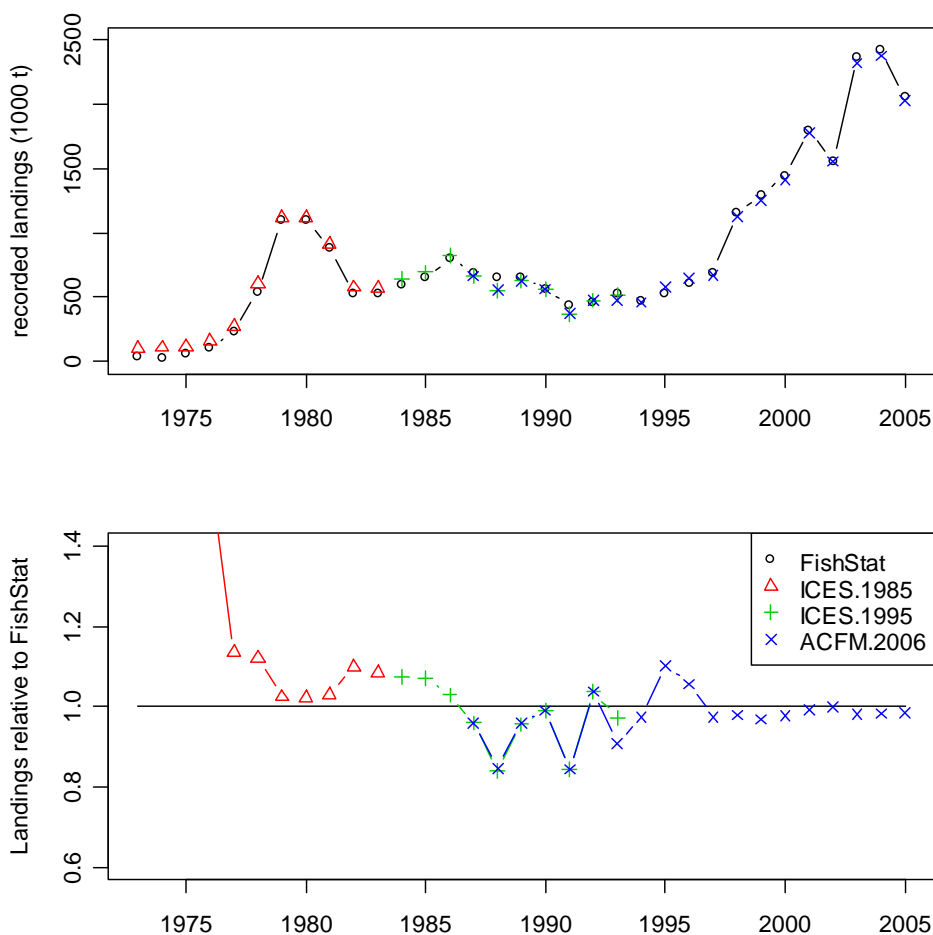 recorded landings (1000 t)
2500
1500
500
0
1975 1980 1985 1990 1995 2000 2005
Landings relative to FishStat
1.4
1.2
1.0
0.8
0.6
FishStat
ICES.1985
ICES.1995
ACFM.2006
1975 1980 1985 1990 1995 2000 2005